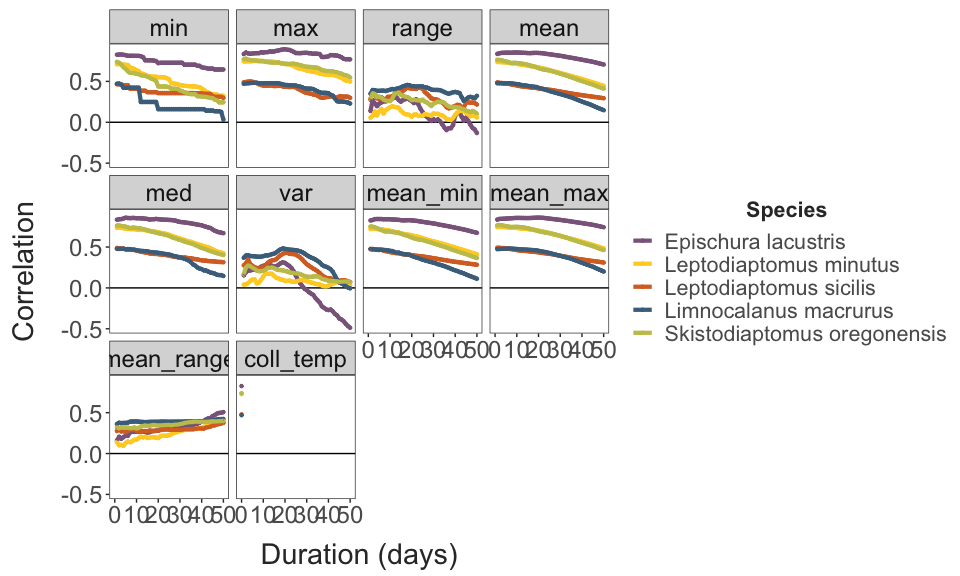 min max range mean
0.5
0.0
-0.5
med var mean_min mean_max
0.5
0.0
-0.5
0 10 20 30 40 50 0 10 20 30 40 50
mean_range coll_temp
0.5
0.0
-0.5
0 10 20 30 40 50 0 10 20 30 40 50
Correlation
Duration (days)
Species
Epischura lacustris
Leptodiaptomus minutus
Leptodiaptomus sicilis
Limnocalanus macrurus
Skistodiaptomus oregonensis